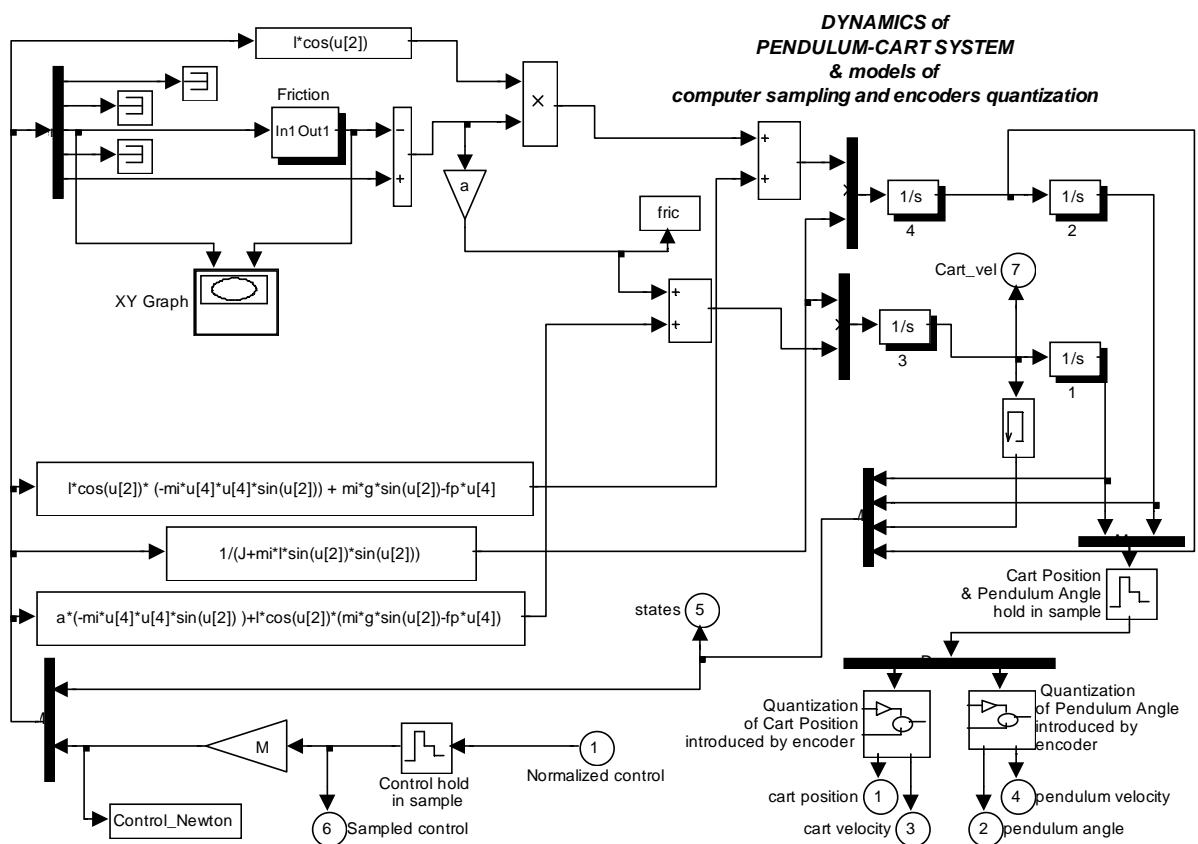 DYNAMICS of
PENDULUM-CART SYSTEM
& models of
computer sampling and encoders quantization
l*cos(u[2])
Friction
In1 Out1
−
+
×
a
fric
XY Graph
+
+
+
+
1/s
4
1/s
2
Cart_vel
7
1/s
3
1/s
1
l*cos(u[2])* (-mi*u[4]*u[4]*sin(u[2])) + mi*g*sin(u[2])-fp*u[4]
1/(J+mi*l*sin(u[2])*sin(u[2]))
a*(-mi*u[4]*u[4]*sin(u[2]) )+l*cos(u[2])*(mi*g*sin(u[2])-fp*u[4])
states
5
Cart Position
& Pendulum Angle
hold in sample
M
Control hold
in sample
1
Normalized control
Control_Newton
6
Sampled control
Quantization
of Cart Position
introduced by encoder
Quantization
of Pendulum Angle
introduced by
encoder
cart position
1
4
pendulum velocity
cart velocity
3
2
pendulum angle